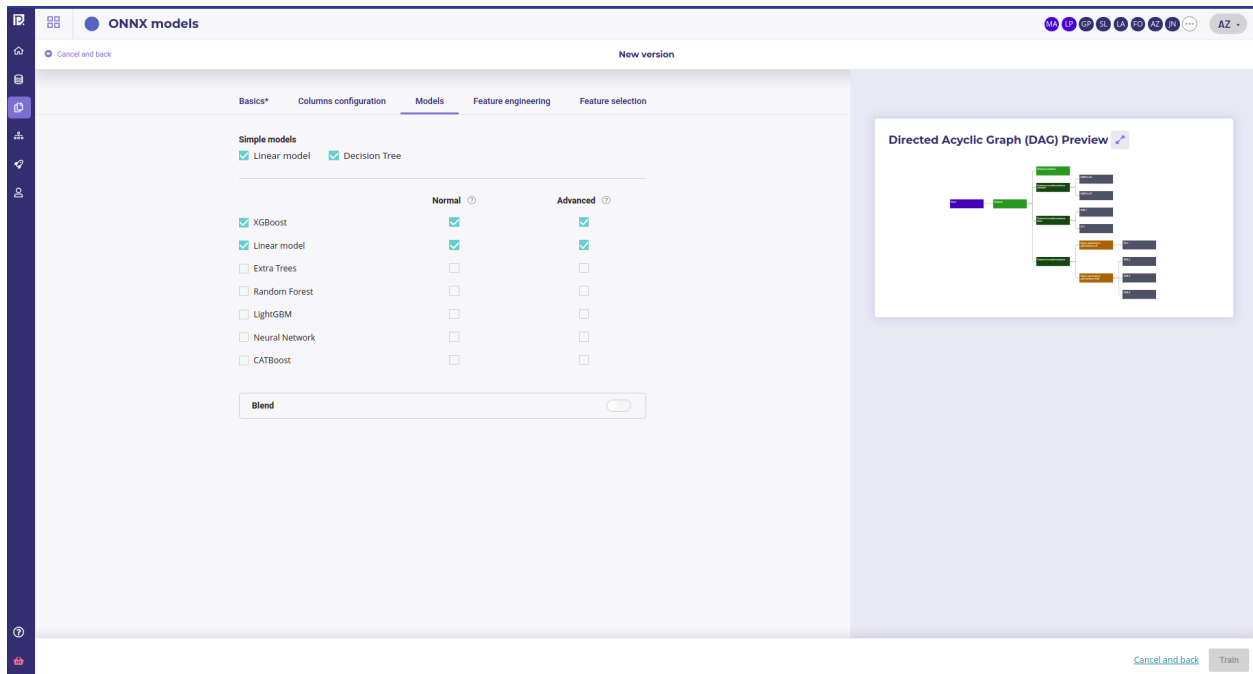 ONNX models
MA LP GP SL LA FO AZ JN
AZ
Cancel and back
New version
Basics* Columns configuration Models Feature engineering Feature selection
Simple models
Linear model Decision Tree
Normal Advanced
XGBoost
Linear model
Extra Trees
Random Forest
LightGBM
Neural Network
CATBoost
Blend
Directed Acyclic Graph (DAG) Preview
Cancel and back Train